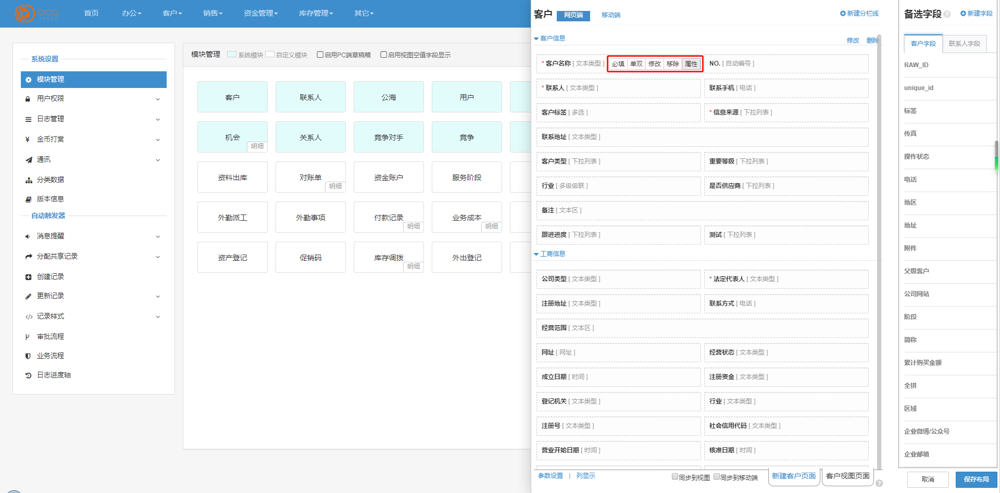 oca
首页
办公
客户
销售
资金管理
库存管理
其它
系统设置
模块管理
用户权限
日志管理
金币打赏
通讯
分类数据
版本信息
自动触发器
消息提醒
分配共享记录
创建记录
更新记录
记录样式
审批流程
业务流程
日志进度轴
模块管理 系统模块 自定义模块 启用PC端草稿箱 启用视图空值字段显示
客户 联系人 公海 用户
机会 明细 关系人 竞争对手 竞争
资料出库 对账单 明细 资金账户 服务阶段
外勤派工 外勤事项 付款记录 明细 业务成本 明细
资产登记 促销码 库存调拨 明细 外出登记
客户 网页端 移动端 新建分栏线
客户信息 修改 删除
* 客户名称 [ 文本类型 ] 必填 单双 修改 移除 属性 NO. [ 自动编号 ]
* 联系人 [ 文本类型 ] 联系手机 [ 电话 ]
客户标签 [ 多选 ] * 信息来源 [ 下拉列表 ]
联系地址 [ 文本类型 ]
客户类型 [ 下拉列表 ] 重要等级 [ 下拉列表 ]
行业 [ 多级级联 ] 是否供应商 [ 下拉列表 ]
备注 [ 文本区 ]
跟进进度 [ 下拉列表 ] 测试 [ 下拉列表 ]
工商信息
公司类型 [ 文本类型 ] * 法定代表人 [ 文本类型 ]
注册地址 [ 文本类型 ] 联系方式 [ 电话 ]
经营范围 [ 文本区 ]
网址 [ 网址 ] 经营状态 [ 文本类型 ]
成立日期 [ 时间 ] 注册资金 [ 文本类型 ]
登记机关 [ 文本类型 ] 行业 [ 文本类型 ]
注册号 [ 文本类型 ] 社会信用代码 [ 文本类型 ]
营业开始日期 [ 时间 ] 核准日期 [ 时间 ]
参数设置 | 列显示 同步到视图 同步到移动端 新建客户页面 客户视图页面 ?
备选字段 ? 新建字段
客户字段 联系人字段
RAW_ID
unique_id
标签
传真
操作状态
电话
地区
地址
附件
父级客户
公司网站
阶段
简称
累计购买金额
全拼
区域
企业微博/公众号
企业邮箱
取消 保存布局